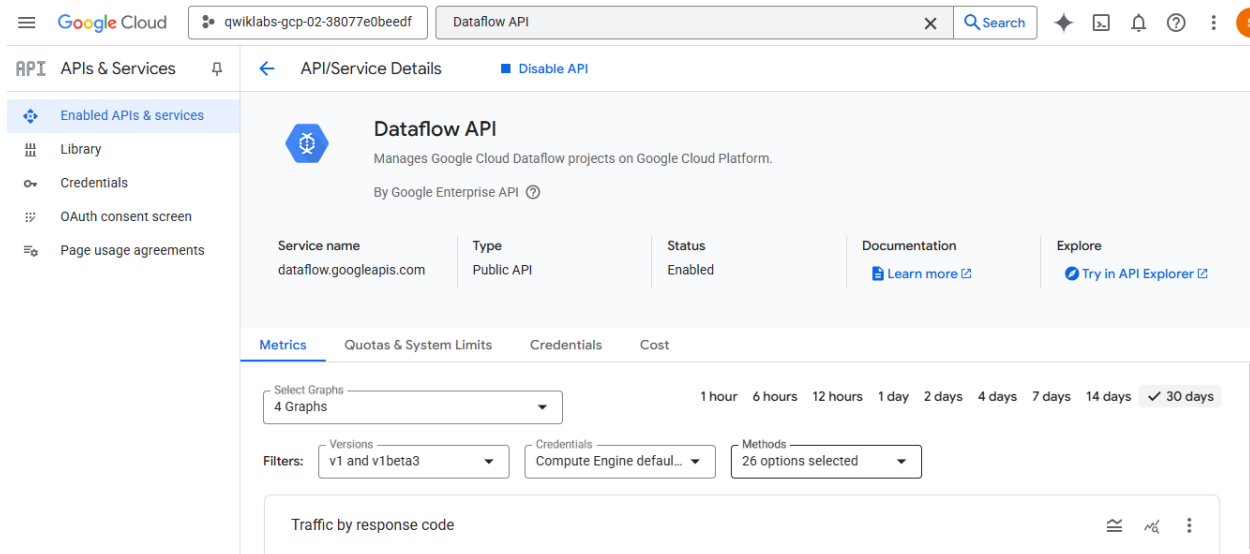 Google Cloud
qwiklabs-gcp-02-38077e0beedf
Dataflow API
Search
API APIs & Services
API/Service Details
Disable API
Enabled APIs & services
Library
Credentials
OAuth consent screen
Page usage agreements
Dataflow API
Manages Google Cloud Dataflow projects on Google Cloud Platform.
By Google Enterprise API
Service name
dataflow.googleapis.com
Type
Public API
Status
Enabled
Documentation
Learn more
Explore
Try in API Explorer
Metrics Quotas & System Limits Credentials Cost
Select Graphs
4 Graphs
1 hour 6 hours 12 hours 1 day 2 days 4 days 7 days 14 days 30 days
Filters:
Versions
v1 and v1beta3
Credentials
Compute Engine defaul...
Methods
26 options selected
Traffic by response code